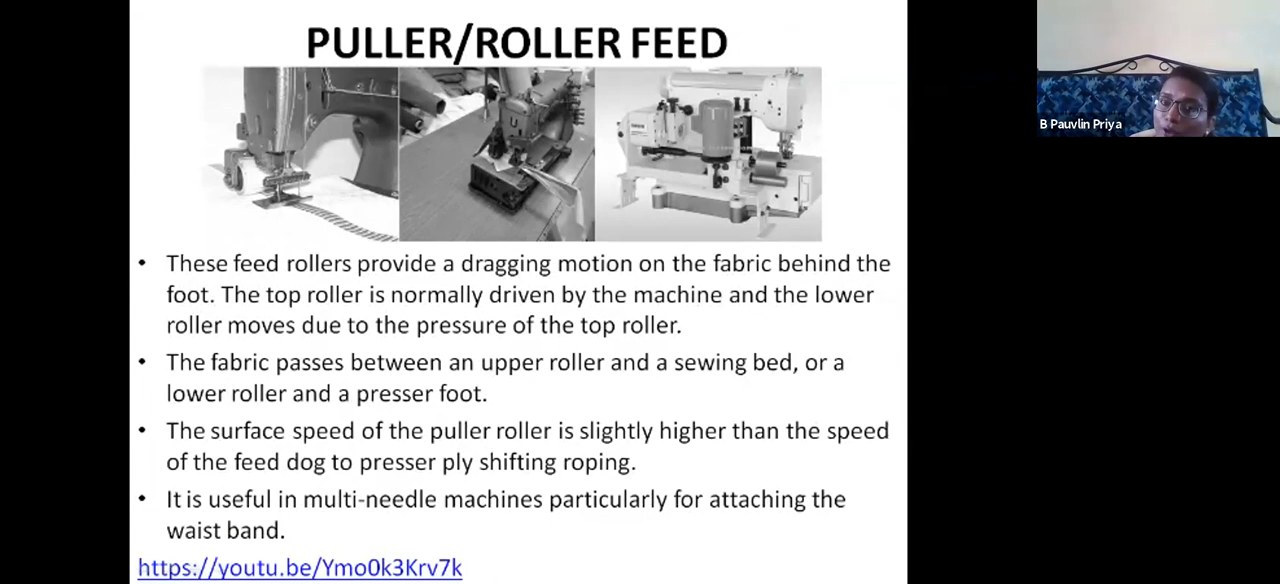 PULLER/ROLLER FEED
B Pauvlin Priya
• These feed rollers provide a dragging motion on the fabric behind the
foot. The top roller is normally driven by the machine and the lower
roller moves due to the pressure of the top roller.
• The fabric passes between an upper roller and a sewing bed, or a
lower roller and a presser foot.
• The surface speed of the puller roller is slightly higher than the speed
of the feed dog to presser ply shifting roping.
• It is useful in multi-needle machines particularly for attaching the
waist band.
https://youtu.be/Ymo0k3Krv7k